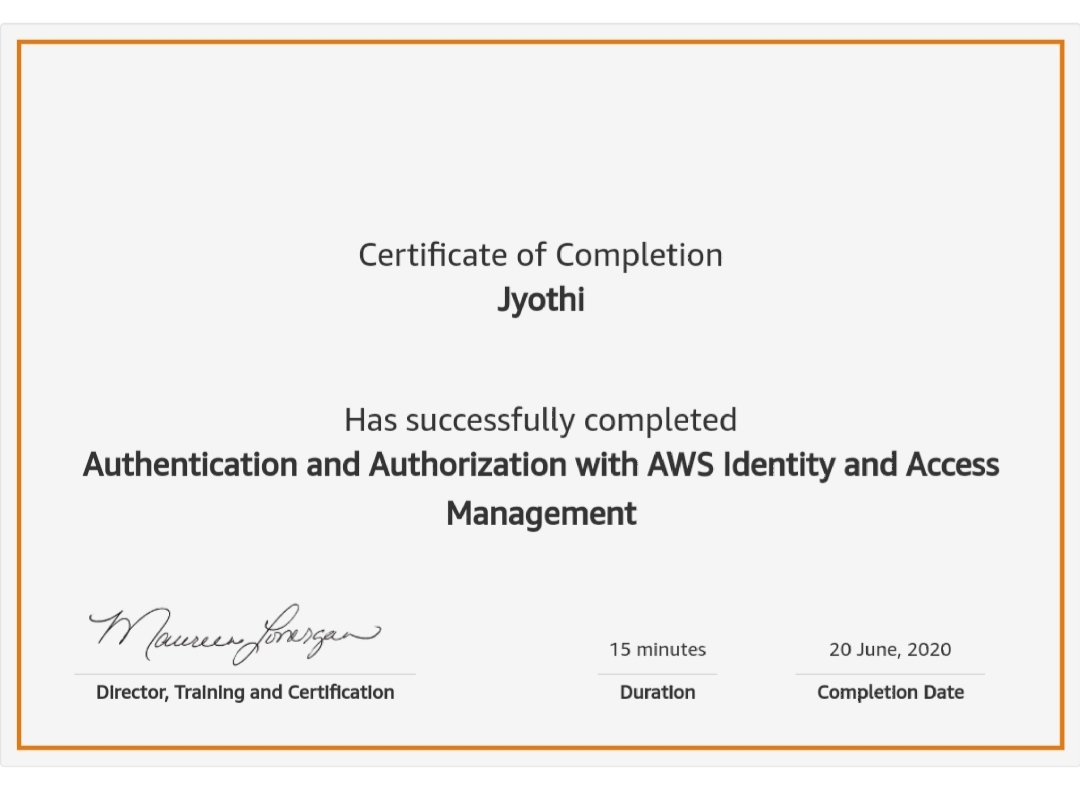 Certificate of Completion
Jyothi
Has successfully completed
Authentication and Authorization with AWS Identity and Access
Management
Maureen Lonergan
15 minutes
20 June, 2020
Director, Training and Certification
Duration
Completion Date